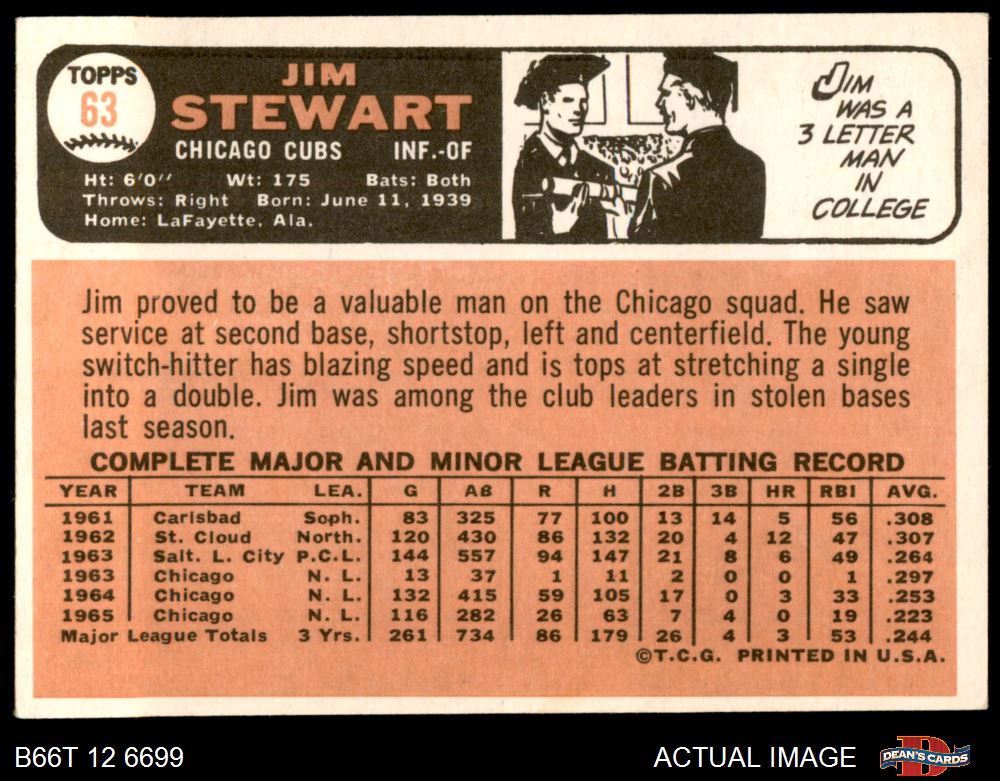 TOPPS
63
JIM
STEWART
CHICAGO CUBS INF.-OF
Ht: 6'0" Wt: 175 Bats: Both
Throws: Right Born: June 11, 1939
Home: LaFayette, Ala.
JIM
WAS A
3 LETTER
MAN
IN
COLLEGE
Jim proved to be a valuable man on the Chicago squad. He saw
service at second base, shortstop, left and centerfield. The young
switch-hitter has blazing speed and is tops at stretching a single
into a double. Jim was among the club leaders in stolen bases
last season.
COMPLETE MAJOR AND MINOR LEAGUE BATTING RECORD
YEAR TEAM LEA. G AB R H 2B 3B HR RBI AVG.
1961 Carlsbad Soph. 83 325 77 100 13 14 5 56 .308
1962 St. Cloud North. 120 430 86 132 20 4 12 47 .307
1963 Salt. L. City P.C.L. 144 557 94 147 21 8 6 49 .264
1963 Chicago N. L. 13 37 1 11 2 0 0 1 .297
1964 Chicago N. L. 132 415 59 105 17 0 3 33 .253
1965 Chicago N. L. 116 282 26 63 7 4 0 19 .223
Major League Totals 3 Yrs. 261 734 86 179 26 4 3 53 .244
©T.C.G. PRINTED IN U.S.A.
B66T 12 6699 ACTUAL IMAGE DEAN'S CARDS